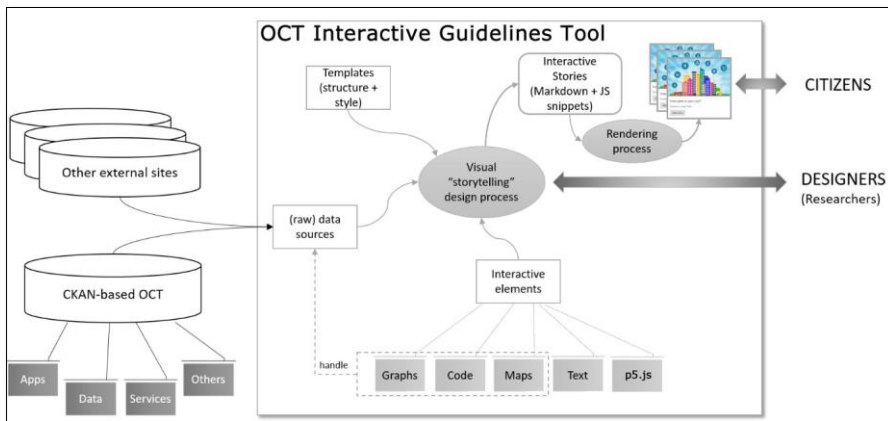 OCT Interactive Guidelines Tool
Templates
(structure +
style)
Interactive
Stories
(Markdown + JS
snippets)
CITIZENS
Rendering
process
Other external sites
Visual
"storytelling"
design process
DESIGNERS
(Researchers)
(raw) data
sources
CKAN-based OCT
Interactive
elements
handle
Apps
Data
Services
Others
Graphs
Code
Maps
Text
p5.js